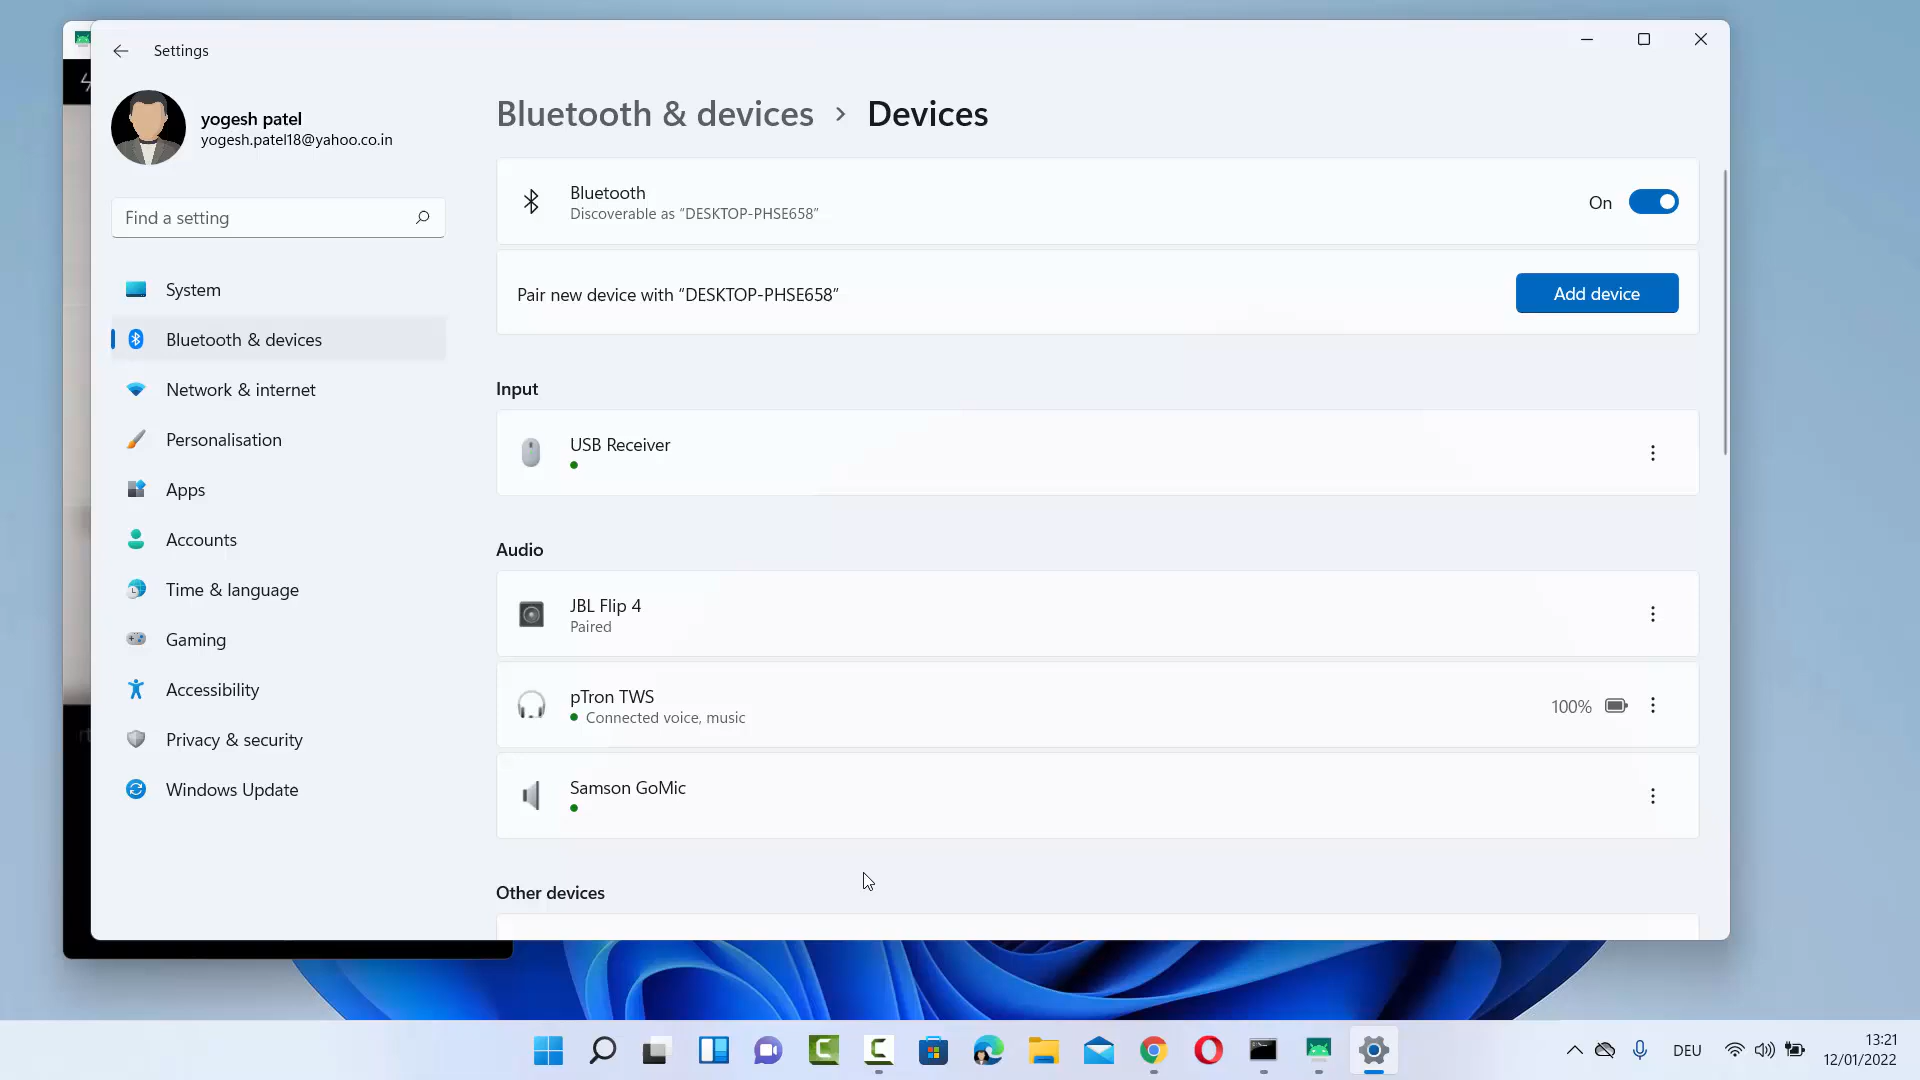 Settings
yogesh patel
yogesh.patel18@yahoo.co.in
Find a setting
System
Bluetooth & devices
Network & internet
Personalisation
Apps
Accounts
Time & language
Gaming
Accessibility
Privacy & security
Windows Update
Bluetooth & devices > Devices
Bluetooth
Discoverable as “DESKTOP-PHSE658”
On
Pair new device with “DESKTOP-PHSE658”
Add device
Input
USB Receiver
Audio
JBL Flip 4
Paired
pTron TWS
Connected voice, music
100%
Samson GoMic
Other devices
DEU
13:21
12/01/2022